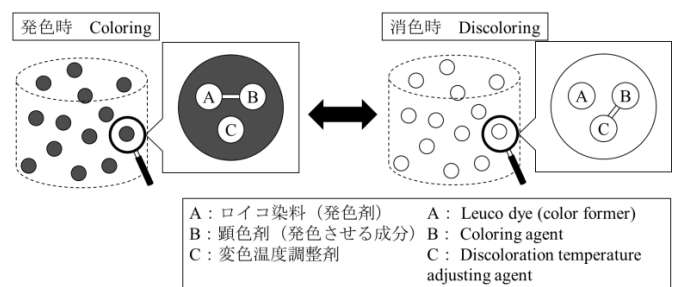 発色時 Coloring
消色時 Discoloring
A
B
C
A
B
C
A：ロイコ染料（発色剤）
B：顕色剤（発色させる成分）
C：変色温度調整剤
A： Leuco dye (color former)
B： Coloring agent
C： Discoloration temperature
adjusting agent